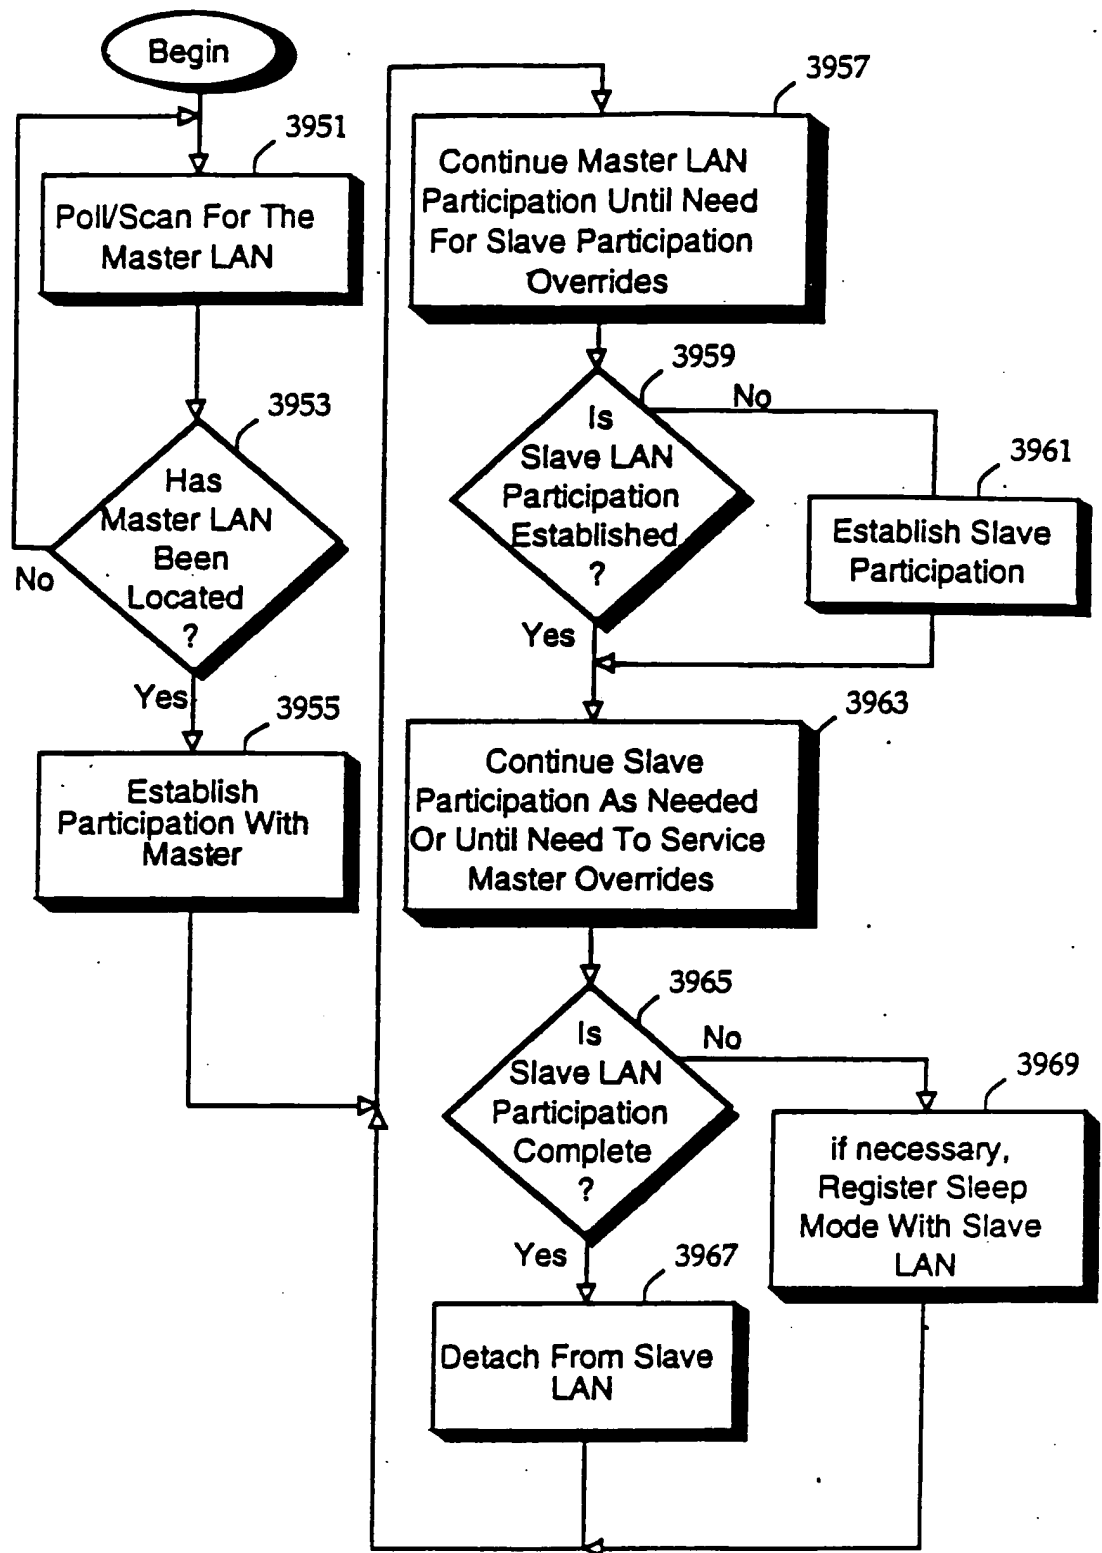 Begin
3951
Poll/Scan For The
Master LAN
3953
Has
Master LAN
Been
Located
?
No
Yes
3955
Establish
Participation With
Master
3957
Continue Master LAN
Participation Until Need
For Slave Participation
Overrides
3959
Is
Slave LAN
Participation
Established
?
No
Yes
3961
Establish Slave
Participation
3963
Continue Slave
Participation As Needed
Or Until Need To Service
Master Overrides
3965
Is
Slave LAN
Participation
Complete
?
No
Yes
3967
Detach From Slave
LAN
3969
if necessary,
Register Sleep
Mode With Slave
LAN